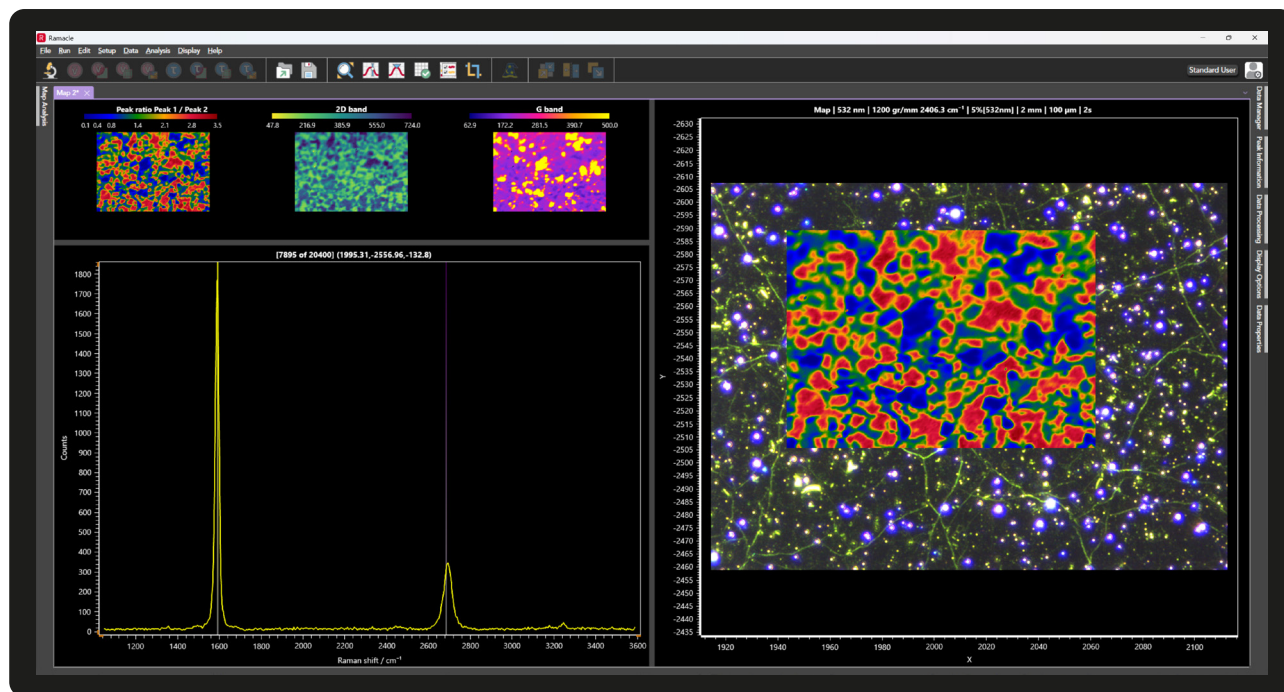 Ramacle
File Run Edit Setup Data Analysis Display Help
Standard User
Map 2*
Map Analysis
Peak ratio Peak 1 / Peak 2
0.1 0.4 0.8 1.4 2.1 2.8 3.5
2D band
47.8 216.9 385.9 555.0 724.0
G band
62.9 172.2 281.5 390.7 500.0
[7895 of 20400] (1995.31,-2556.96,-132.8)
1800
1700
1600
1500
1400
1300
1200
1100
1000
900
800
700
600
500
400
300
200
100
0
Counts
1200 1400 1600 1800 2000 2200 2400 2600 2800 3000 3200 3400 3600
Raman shift / cm⁻¹
Map | 532 nm | 1200 gr/mm 2406.3 cm⁻¹ | 5%[532nm] | 2 mm | 100 µm | 2s
-2630
-2625
-2620
-2615
-2610
-2605
-2600
-2595
-2590
-2585
-2580
-2575
-2570
-2565
-2560
-2555
-2550
-2545
-2540
-2535
-2530
-2525
-2520
-2515
-2510
-2505
-2500
-2495
-2490
-2485
-2480
-2475
-2470
-2465
-2460
-2455
-2450
-2445
-2440
-2435
Y
1920 1940 1960 1980 2000 2020 2040 2060 2080 2100
X
Data Manager
Peak Information
Data Processing
Display Options
Data Properties